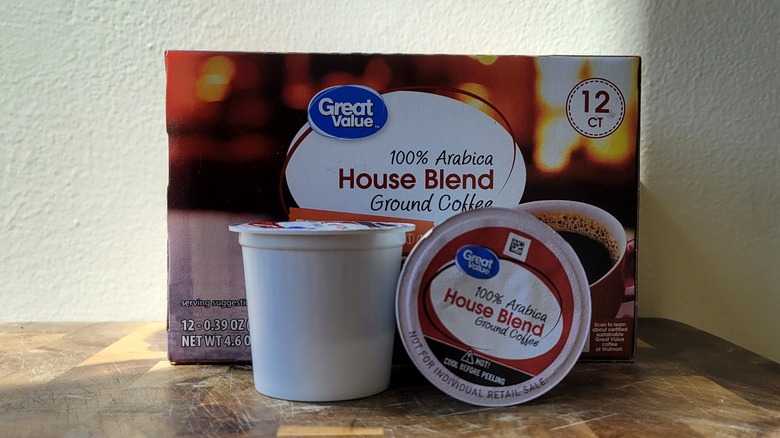 Great
Value
12
CT
100% Arabica
House Blend
Ground Coffee
serving suggestion
12 - 0.39 OZ
NET WT 4.6 O
Scan to learn
about certified
sustainable
Great Value
coffee
at Walmart.
Great
Value
100% Arabica
House Blend
Ground Coffee
HOT!
COOL BEFORE PEELING
NOT FOR INDIVIDUAL RETAIL SALE